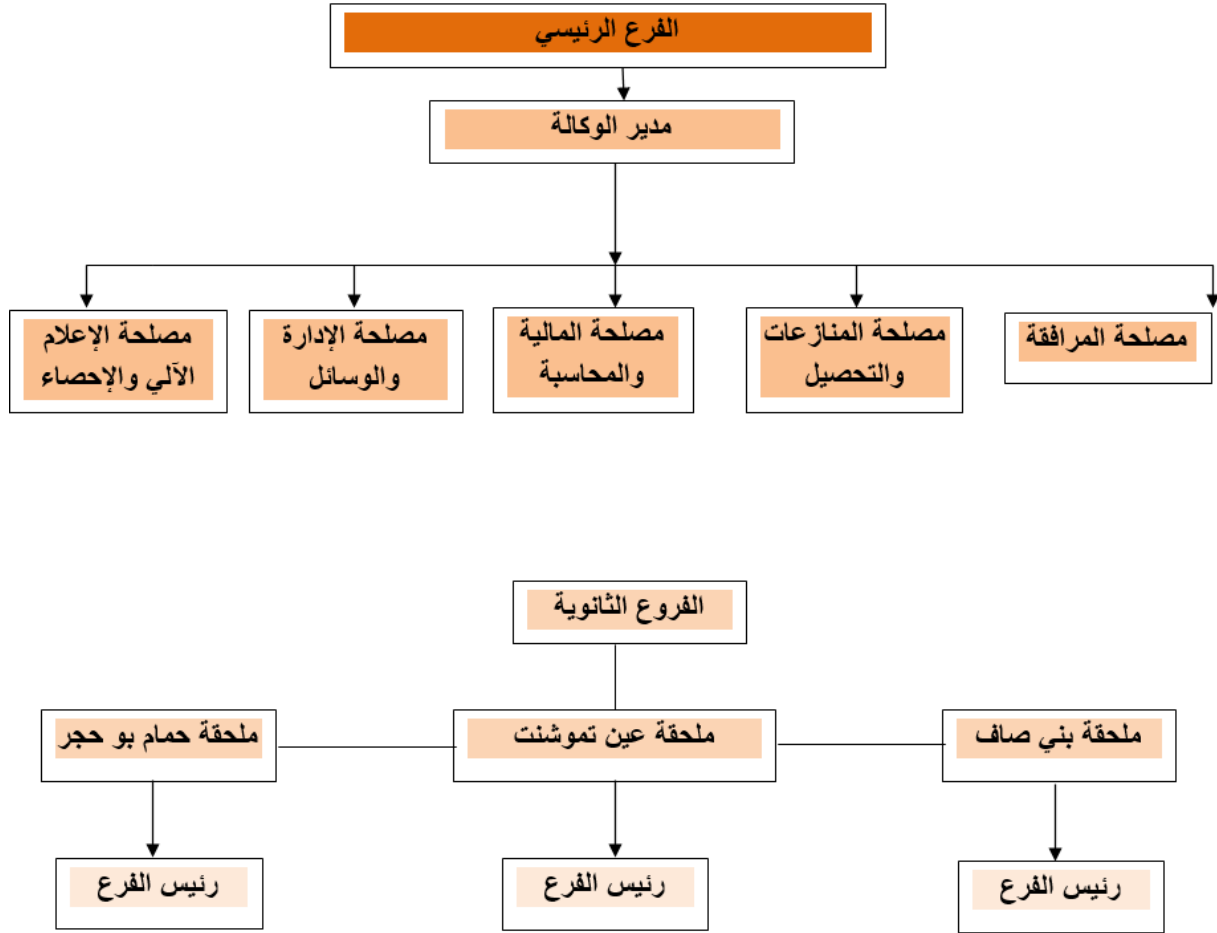 الفرع الرئيسي
مدير الوكالة
مصلحة المرافقة
مصلحة المنازعات
والتحصيل
مصلحة المالية
والمحاسبة
مصلحة الإدارة
والوسائل
مصلحة الإعلام
الآلي والإحصاء
الفروع الثانوية
ملحقة بني صاف
ملحقة عين تموشنت
ملحقة حمام بو حجر
رئيس الفرع
رئيس الفرع
رئيس الفرع